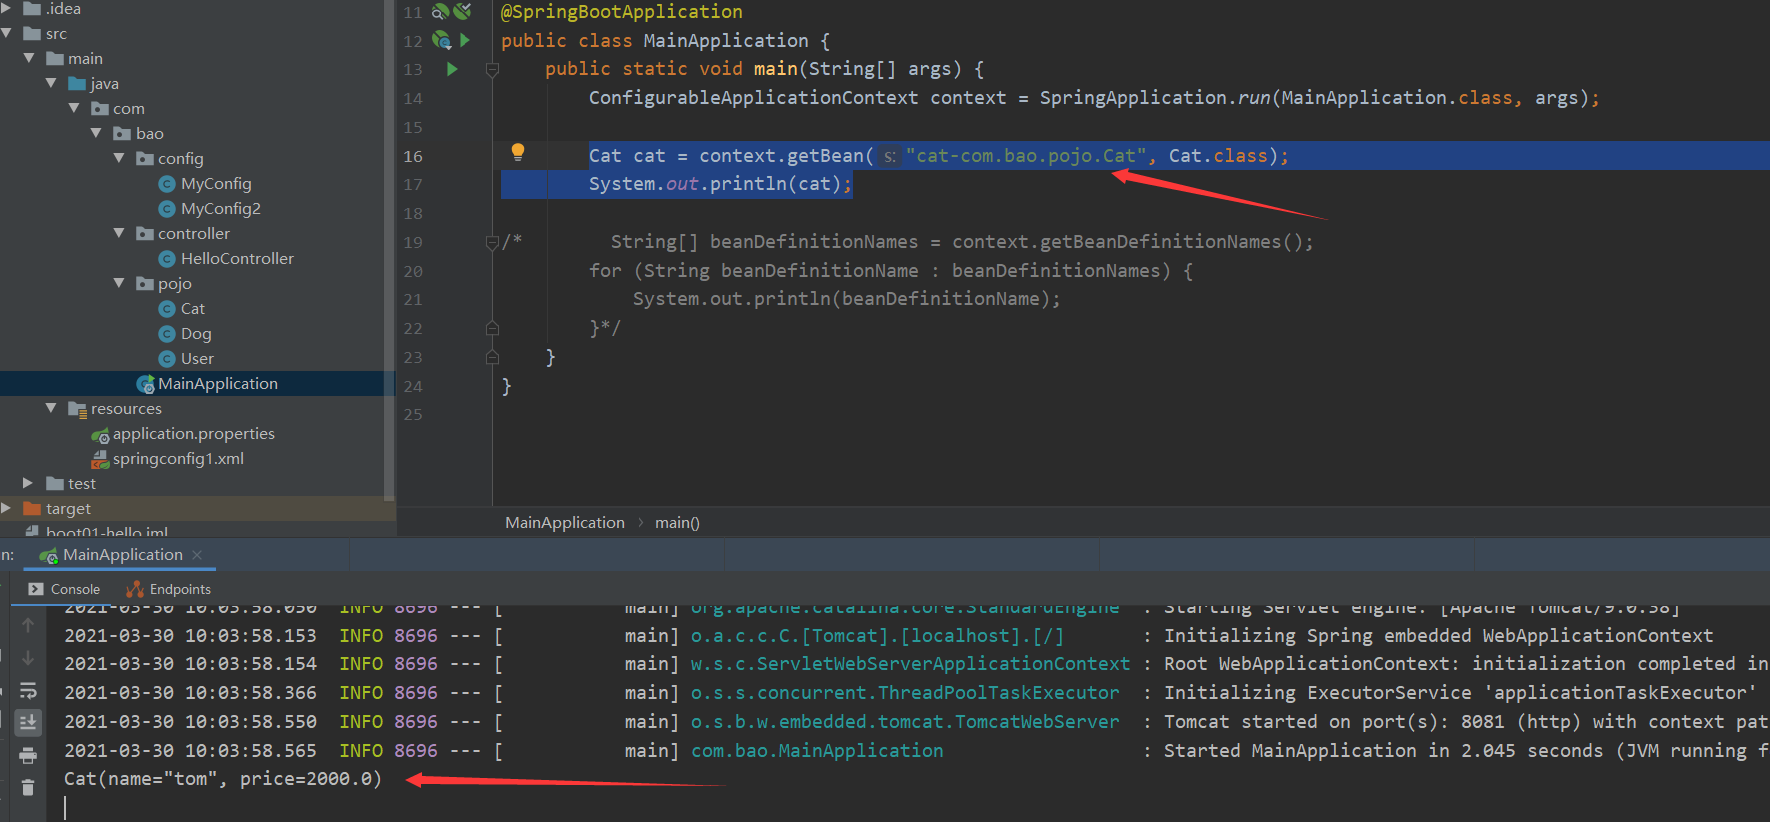 .idea
src
main
java
com
bao
config
MyConfig
MyConfig2
controller
HelloController
pojo
Cat
Dog
User
MainApplication
resources
application.properties
springconfig1.xml
test
target
boot01-hello.iml
11 @SpringBootApplication
12 public class MainApplication {
13 public static void main(String[] args) {
14 ConfigurableApplicationContext context = SpringApplication.run(MainApplication.class, args);
15
16 Cat cat = context.getBean( s: "cat-com.bao.pojo.Cat", Cat.class);
17 System.out.println(cat);
18
19 /* String[] beanDefinitionNames = context.getBeanDefinitionNames();
20 for (String beanDefinitionName : beanDefinitionNames) {
21 System.out.println(beanDefinitionName);
22 }*/
23 }
24 }
25
MainApplication › main()
n: MainApplication ×
Console Endpoints
2021-03-30 10:03:58.050 INFO 8696 --- [ main] org.apache.catalina.core.StandardEngine : Starting Servlet engine: [Apache Tomcat/9.0.38]
2021-03-30 10:03:58.153 INFO 8696 --- [ main] o.a.c.c.C.[Tomcat].[localhost].[/] : Initializing Spring embedded WebApplicationContext
2021-03-30 10:03:58.154 INFO 8696 --- [ main] w.s.c.ServletWebServerApplicationContext : Root WebApplicationContext: initialization completed in
2021-03-30 10:03:58.366 INFO 8696 --- [ main] o.s.s.concurrent.ThreadPoolTaskExecutor : Initializing ExecutorService 'applicationTaskExecutor'
2021-03-30 10:03:58.550 INFO 8696 --- [ main] o.s.b.w.embedded.tomcat.TomcatWebServer : Tomcat started on port(s): 8081 (http) with context pat
2021-03-30 10:03:58.565 INFO 8696 --- [ main] com.bao.MainApplication : Started MainApplication in 2.045 seconds (JVM running f
Cat(name="tom", price=2000.0)